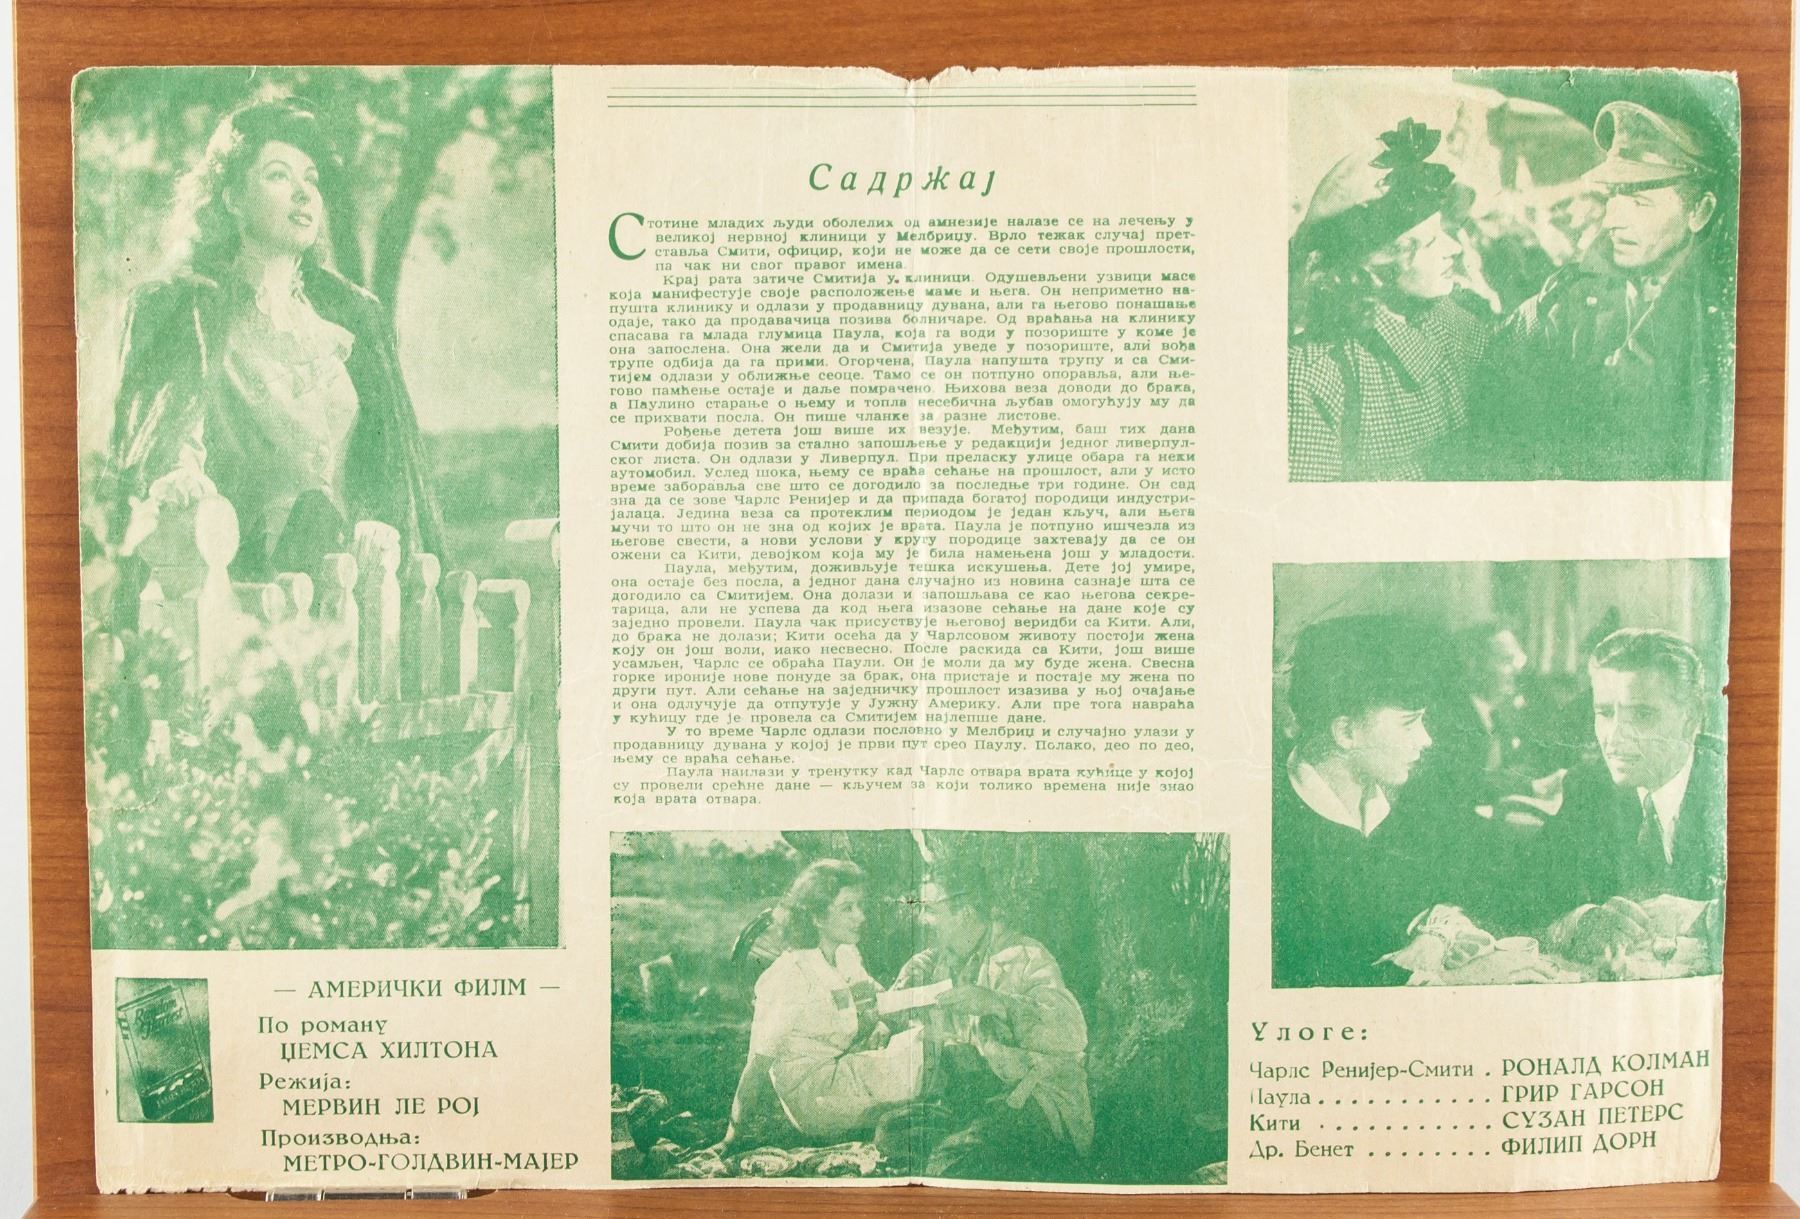 Садржај
Стотине младих људи оболелих од амнезије налазе се на лечењу у
великој нервној клиници у Мелбриџу. Врло тежак случај прет-
ставља Смити, официр, који не може да се сети своје прошлости,
па чак ни свог правог имена.
Крај рата затиче Смитија у клиници. Одушевљени узвици масе
која манифестује своје расположење маме и њега. Он неприметно на-
пушта клинику и одлази у продавницу дувана, али га његово понашање
одаје, тако да продавачица позива болничаре. Од враћања на клинику
спасава га млада глумица Паула, која га води у позориште у коме је
она запослена. Она жели да и Смитија уведе у позориште, али вођа
трупе одбија да га прими. Огорчена, Паула напушта трупу и са Сми-
тијем одлази у оближње сеоце. Тамо се он потпуно опоравља, али ње-
гово памћење остаје и даље помрачено. Њихова веза доводи до брака,
а Паулино старање о њему и топла несебична љубав омогућују му да
се прихвати посла. Он пише чланке за разне листове.
Рођење детета још више их везује. Међутим, баш тих дана
Смити добија позив за стално запошљење у редакцији једног ливерпул-
ског листа. Он одлази у Ливерпул. При преласку улице обара га неки
аутомобил. Услед шока, њему се враћа сећање на прошлост, али у исто
време заборавља све што се догодило за последње три године. Он сад
зна да се зове Чарлс Ренијер и да припада богатој породици индустри-
јалаца. Једина веза са протеклим периодом је један кључ, али њега
мучи то што он не зна од којих је врата. Паула је потпуно ишчезла из
његове свести, а нови услови у кругу породице захтевају да се он
ожени са Кити, девојком која му је била намењена још у младости.
Паула, међутим, доживљује тешка искушења. Дете јој умире,
она остаје без посла, а једног дана случајно из новина сазнаје шта се
догодило са Смитијем. Она долази и запошљава се као његова секре-
тарица, али не успева да код њега изазове сећање на дане које су
заједно провели. Паула чак присуствује његовој веридби са Кити. Али,
до брака не долази; Кити осећа да у Чарлсовом животу постоји жена
коју он још воли, иако несвесно. После раскида са Кити, још више
усамљен, Чарлс се обраћа Паули. Он је моли да му буде жена. Свесна
горке ироније нове понуде за брак, она пристаје и постаје му жена по
други пут. Али сећање на заједничку прошлост изазива у њој очајање
и она одлучује да отпутује у Јужну Америку. Али пре тога навраћа
у кућицу где је провела са Смитијем најлепше дане.
У то време Чарлс одлази пословно у Мелбриџ и случајно улази у
продавницу дувана у којој је први пут срео Паулу. Полако, део по део,
њему се враћа сећање.
Паула наилази у тренутку кад Чарлс отвара врата кућице у којој
су провели срећне дане — кључем за који толико времена није знао
која врата отвара.
— АМЕРИЧКИ ФИЛМ —
По роману
ЏЕМСА ХИЛТОНА
Режија:
МЕРВИН ЛЕ РОЈ
Производња:
МЕТРО-ГОЛДВИН-МАЈЕР
Улоге:
Чарлс Ренијер-Смити . РОНАЛД КОЛМАН
Паула . . . . . . . . . . . ГРИР ГАРСОН
Кити . . . . . . . . . . . СУЗАН ПЕТЕРС
Др. Бенет . . . . . . . . ФИЛИП ДОРН